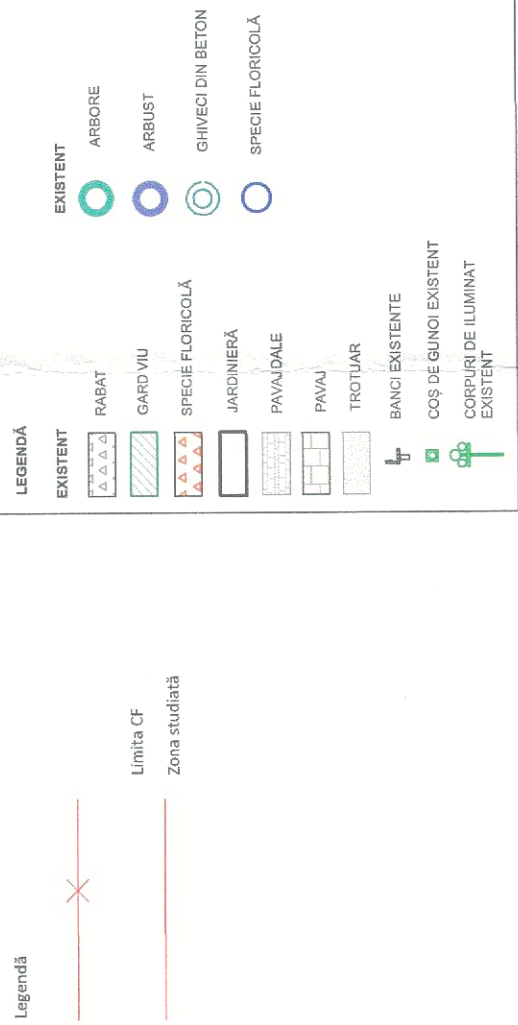 Legendă
Limita CF
Zona studiată
LEGENDĂ
EXISTENT
RABAT
GARD VIU
SPECIE FLORICOLĂ
JARDINIERĂ
PAVAJ DALE
PAVAJ
TROTUAR
BANCI EXISTENTE
COȘ DE GUNOI EXISTENT
CORPURI DE ILUMINAT
EXISTENT
EXISTENT
ARBORE
ARBUST
GHIVECI DIN BETON
SPECIE FLORICOLĂ